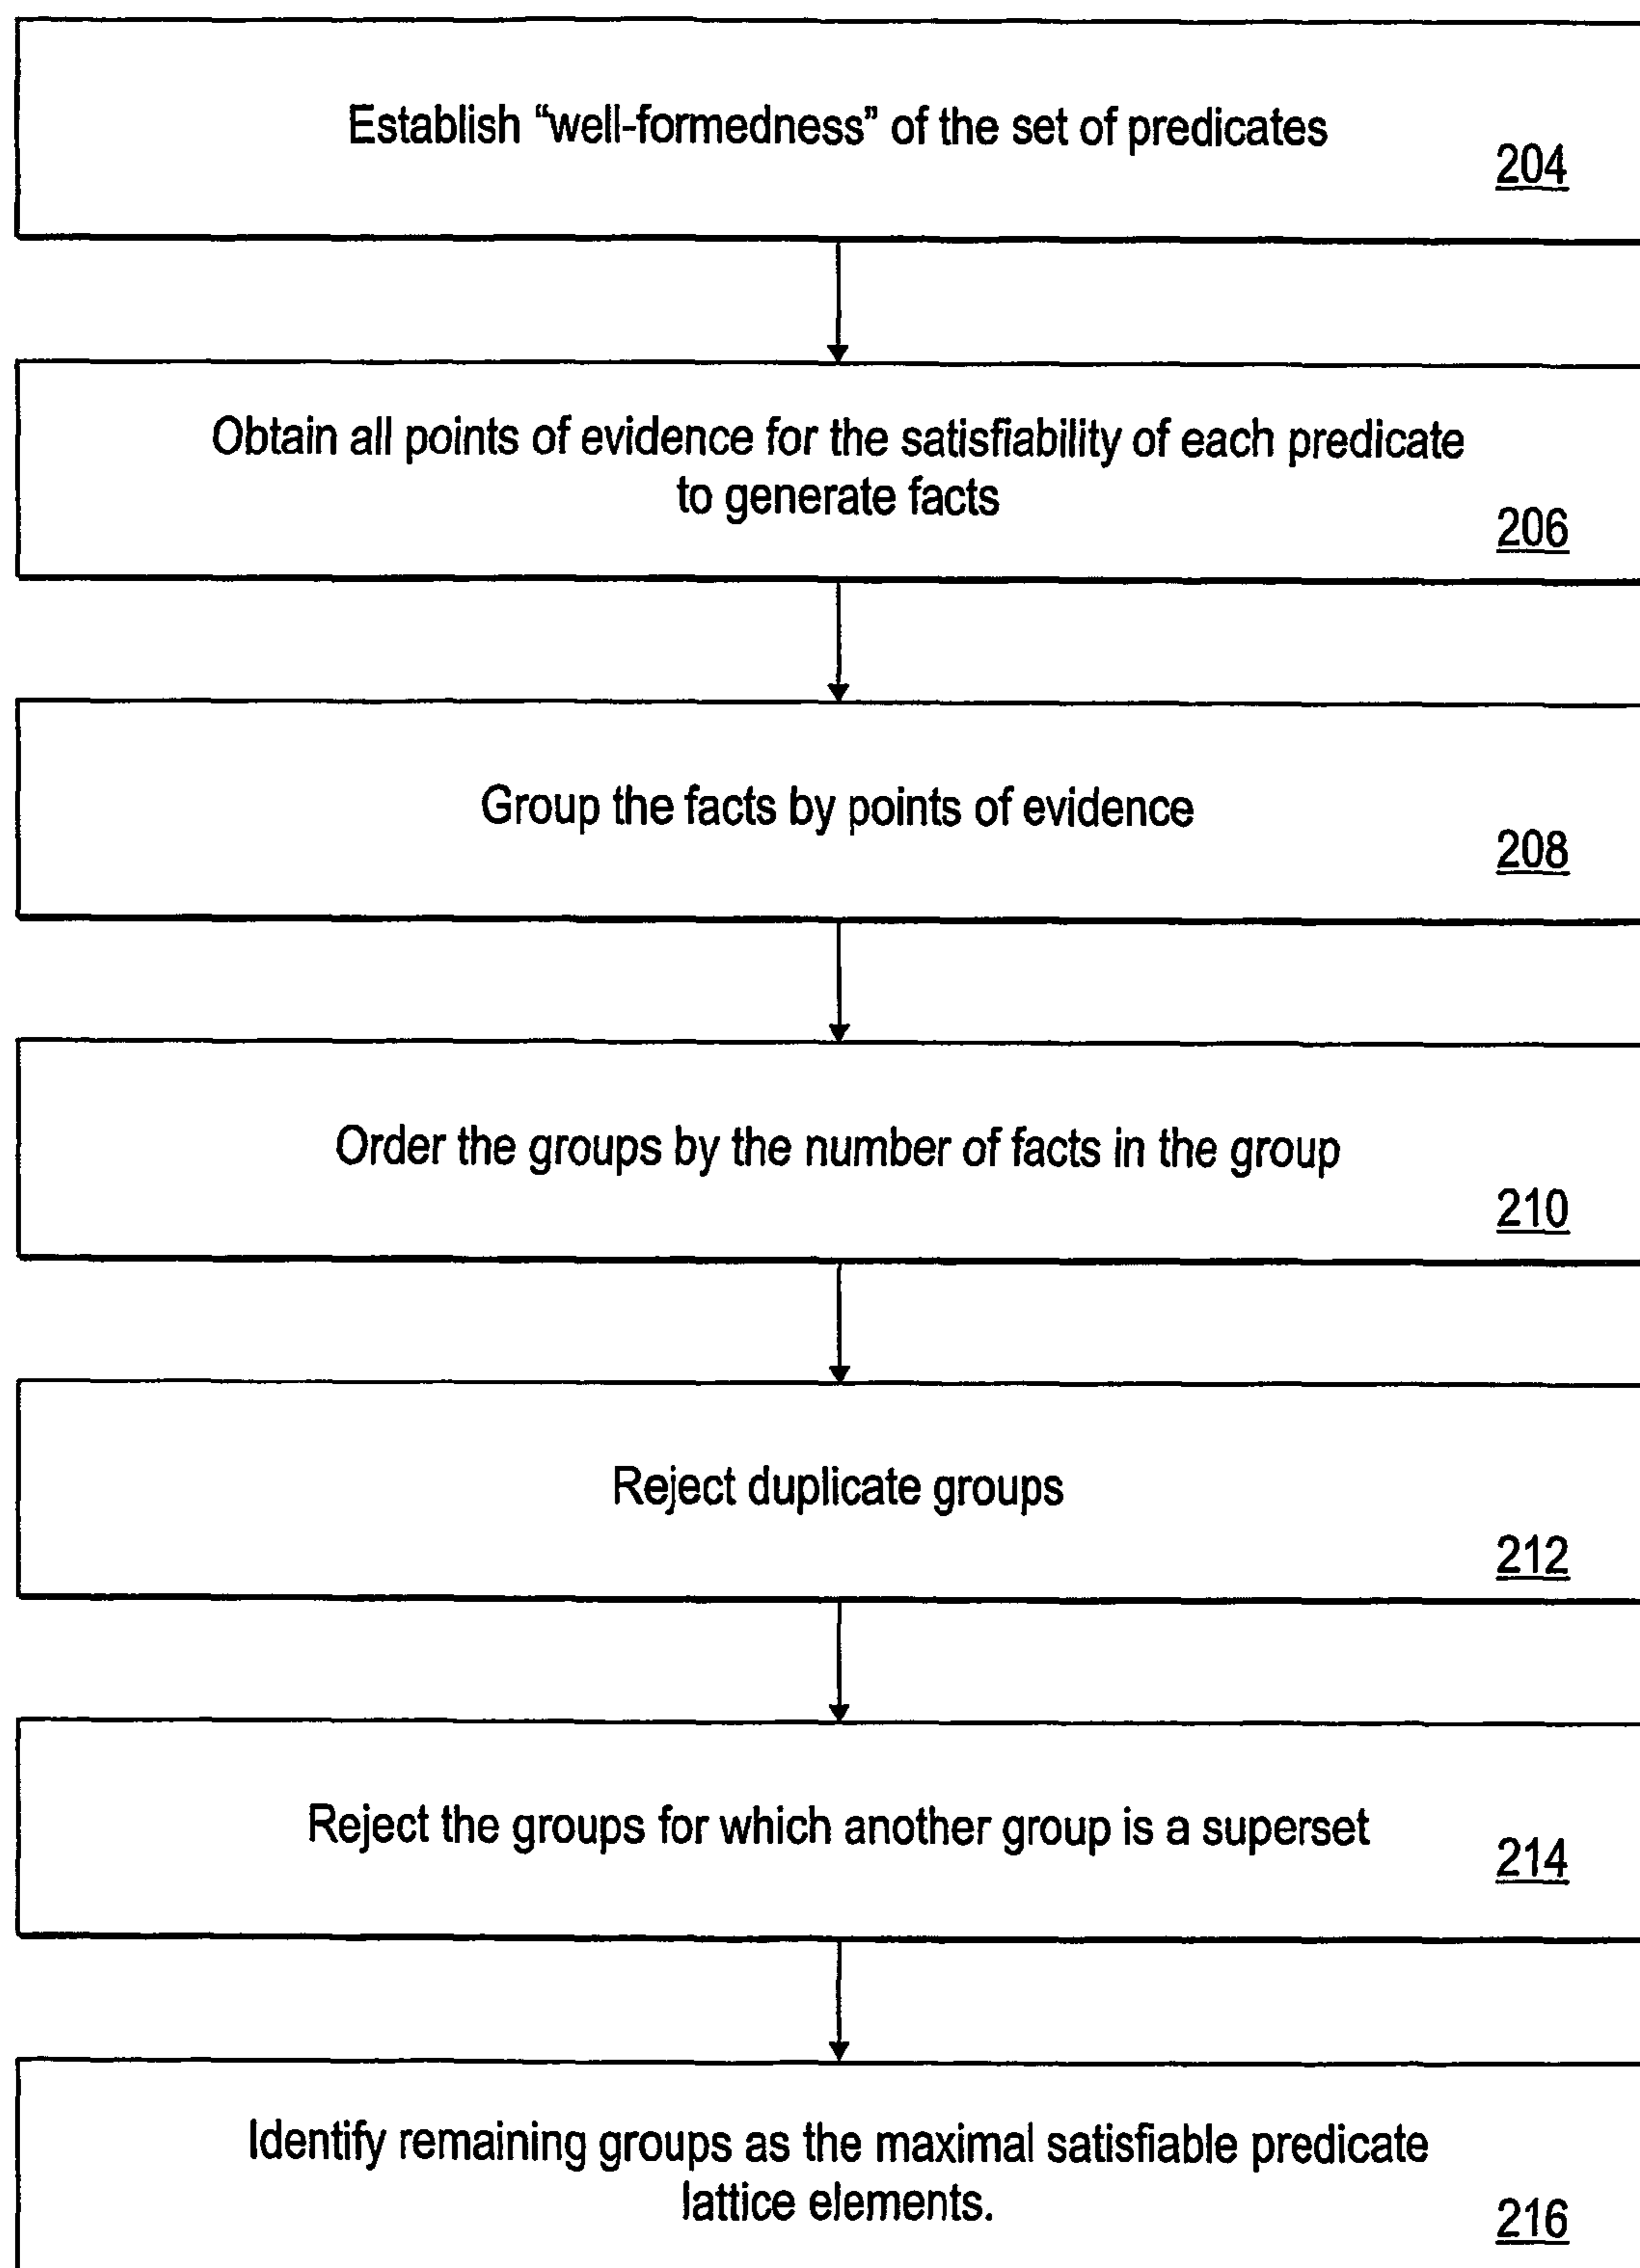 Establish “well-formedness” of the set of predicates
204
Obtain all points of evidence for the satisfiability of each predicate
to generate facts
206
Group the facts by points of evidence
208
Order the groups by the number of facts in the group
210
Reject duplicate groups
212
Reject the groups for which another group is a superset
214
Identify remaining groups as the maximal satisfiable predicate
lattice elements.
216